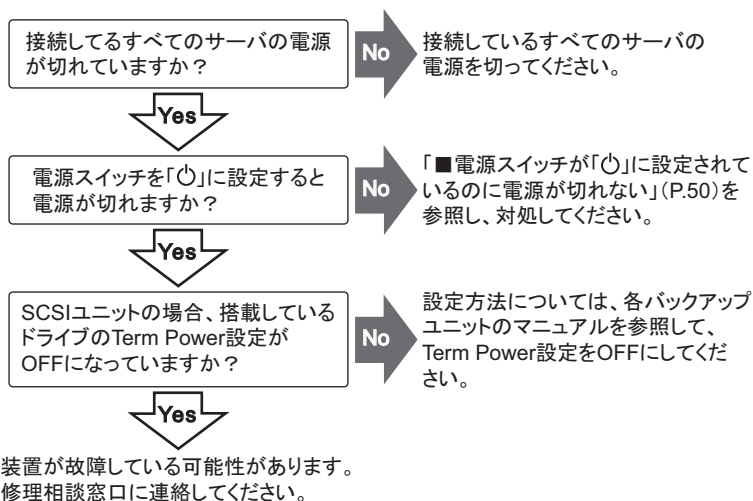 接続してるすべてのサーバの電源
が切れていますか？
No
接続しているすべてのサーバの
電源を切ってください。
Yes
電源スイッチを「⏻」に設定すると
電源が切れますか？
No
「■電源スイッチが「⏻」に設定されて
いるのに電源が切れない」（P.50）を
参照し、対処してください。
Yes
SCSIユニットの場合、搭載している
ドライブのTerm Power設定が
OFFになっていますか？
No
設定方法については、各バックアップ
ユニットのマニュアルを参照して、
Term Power設定をOFFにしてくだ
さい。
Yes
装置が故障している可能性があります。
修理相談窓口に連絡してください。